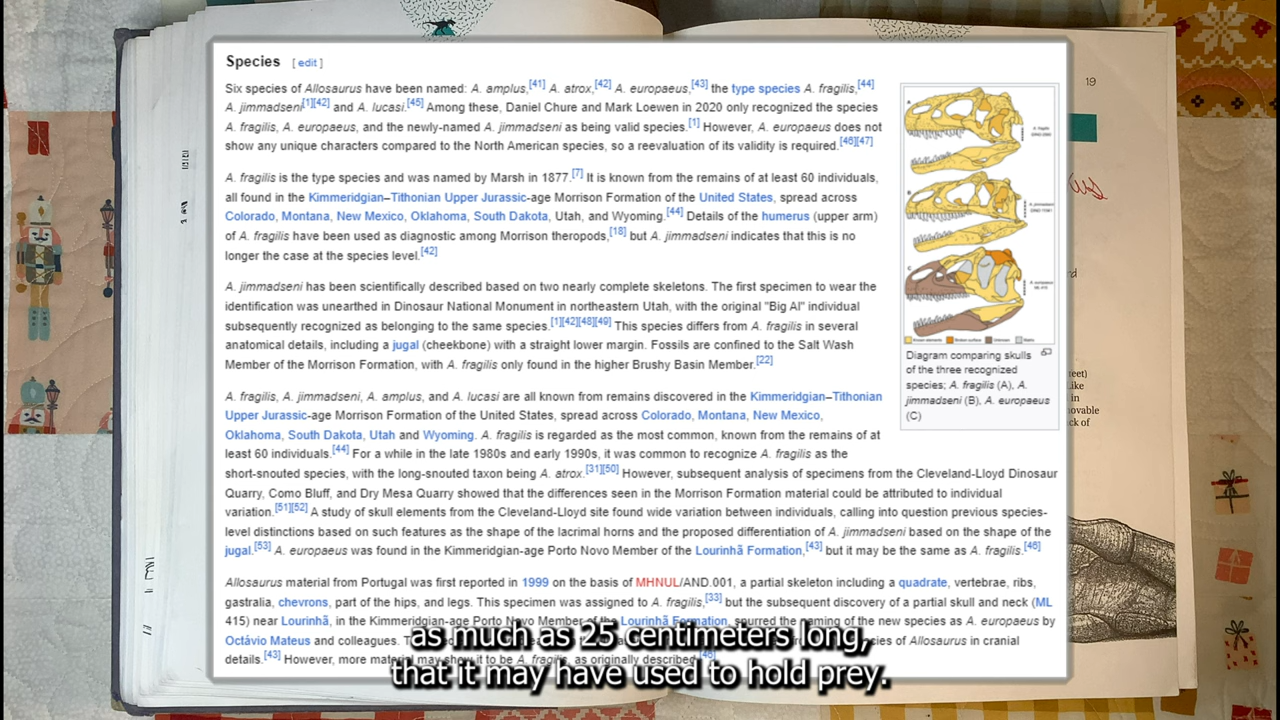 Species [ edit ]
Six species of Allosaurus have been named: A. amplus,[41] A. atrox,[42] A. europaeus,[43] the type species A. fragilis,[44]
A. jimmadseni[1][42] and A. lucasi.[45] Among these, Daniel Chure and Mark Loewen in 2020 only recognized the species
A. fragilis, A. europaeus, and the newly-named A. jimmadseni as being valid species.[1] However, A. europaeus does not
show any unique characters compared to the North American species, so a reevaluation of its validity is required.[46][47]
A. fragilis is the type species and was named by Marsh in 1877.[7] It is known from the remains of at least 60 individuals,
all found in the Kimmeridgian–Tithonian Upper Jurassic-age Morrison Formation of the United States, spread across
Colorado, Montana, New Mexico, Oklahoma, South Dakota, Utah, and Wyoming.[44] Details of the humerus (upper arm)
of A. fragilis have been used as diagnostic among Morrison theropods,[18] but A. jimmadseni indicates that this is no
longer the case at the species level.[42]
A. jimmadseni has been scientifically described based on two nearly complete skeletons. The first specimen to wear the
identification was unearthed in Dinosaur National Monument in northeastern Utah, with the original "Big Al" individual
subsequently recognized as belonging to the same species.[1][42][48][49] This species differs from A. fragilis in several
anatomical details, including a jugal (cheekbone) with a straight lower margin. Fossils are confined to the Salt Wash
Member of the Morrison Formation, with A. fragilis only found in the higher Brushy Basin Member.[22]
A. fragilis, A. jimmadseni, A. amplus, and A. lucasi are all known from remains discovered in the Kimmeridgian–Tithonian
Upper Jurassic-age Morrison Formation of the United States, spread across Colorado, Montana, New Mexico,
Oklahoma, South Dakota, Utah and Wyoming. A. fragilis is regarded as the most common, known from the remains of at
least 60 individuals.[44] For a while in the late 1980s and early 1990s, it was common to recognize A. fragilis as the
short-snouted species, with the long-snouted taxon being A. atrox.[31][50] However, subsequent analysis of specimens from the Cleveland-Lloyd Dinosaur
Quarry, Como Bluff, and Dry Mesa Quarry showed that the differences seen in the Morrison Formation material could be attributed to individual
variation.[51][52] A study of skull elements from the Cleveland-Lloyd site found wide variation between individuals, calling into question previous species-
level distinctions based on such features as the shape of the lacrimal horns and the proposed differentiation of A. jimmadseni based on the shape of the
jugal.[53] A. europaeus was found in the Kimmeridgian-age Porto Novo Member of the Lourinhã Formation,[43] but it may be the same as A. fragilis.[46]
Allosaurus material from Portugal was first reported in 1999 on the basis of MHNUL/AND.001, a partial skeleton including a quadrate, vertebrae, ribs,
gastralia, chevrons, part of the hips, and legs. This specimen was assigned to A. fragilis,[33] but the subsequent discovery of a partial skull and neck (ML
415) near Lourinhã, in the Kimmeridgian-age Porto Novo Member of the Lourinhã Formation, spurred the naming of the new species as A. europaeus by
Octávio Mateus and colleagues. of Allosaurus in cranial
details.[43] However, more material may show it to be A. fragilis, as originally described.[46]
Diagram comparing skulls
of the three recognized
species; A. fragilis (A), A.
jimmadseni (B), A. europaeus
(C)
19
as much as 25 centimeters long,
that it may have used to hold prey.